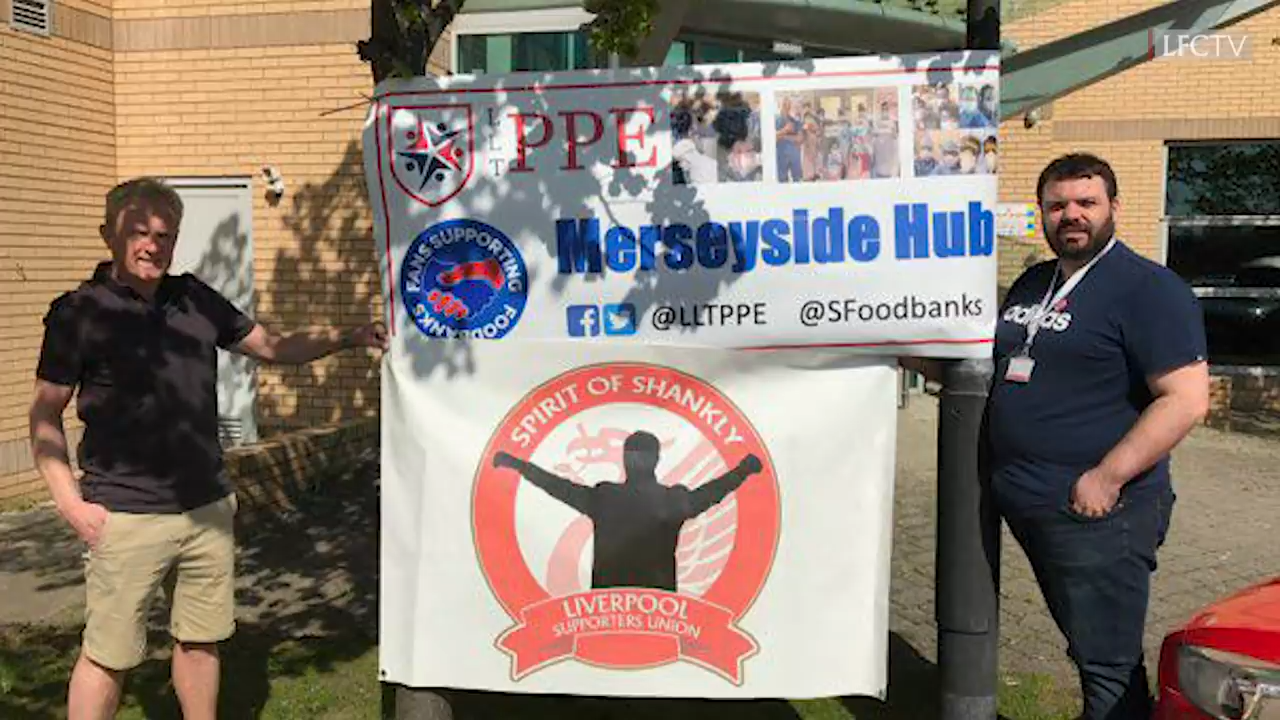 LFCTV
LLT
PPE
Merseyside Hub
FANS SUPPORTING
FOODBANKS
@LLTPPE @SFoodbanks
adidas
SPIRIT OF SHANKLY
LIVERPOOL
SUPPORTERS UNION